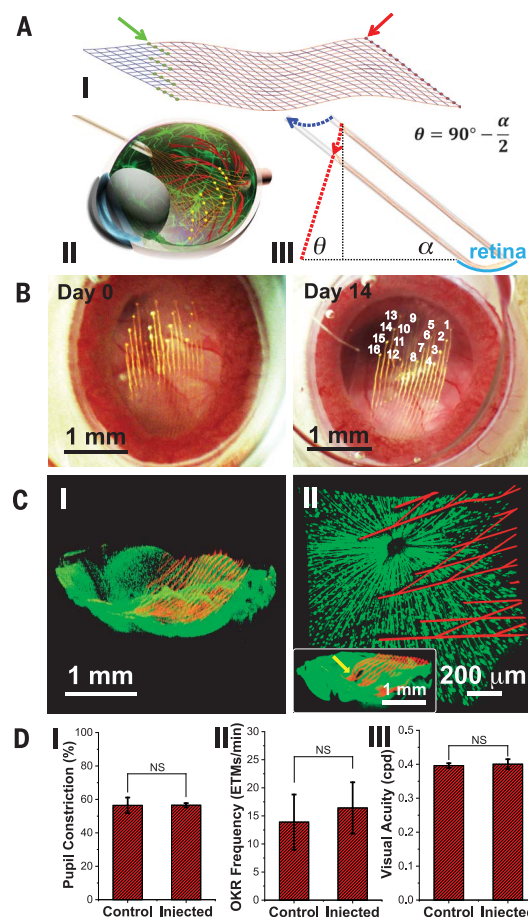 A
I
θ = 90° − α/2
II
III
θ
α
retina
B
Day 0
1 mm
Day 14
13 9
14 10 5 1
15 11 6 2
16 12 7 3
8 4
1 mm
C
I
1 mm
II
1 mm
200 μm
D
I
Pupil Constriction (%)
100
80
60
40
20
0
NS
Control Injected
II
OKR Frequency (ETMs/min)
30
25
20
15
10
5
0
NS
Control Injected
III
Visual Acuity (cpd)
0.5
0.4
0.2
0.0
NS
Control Injected